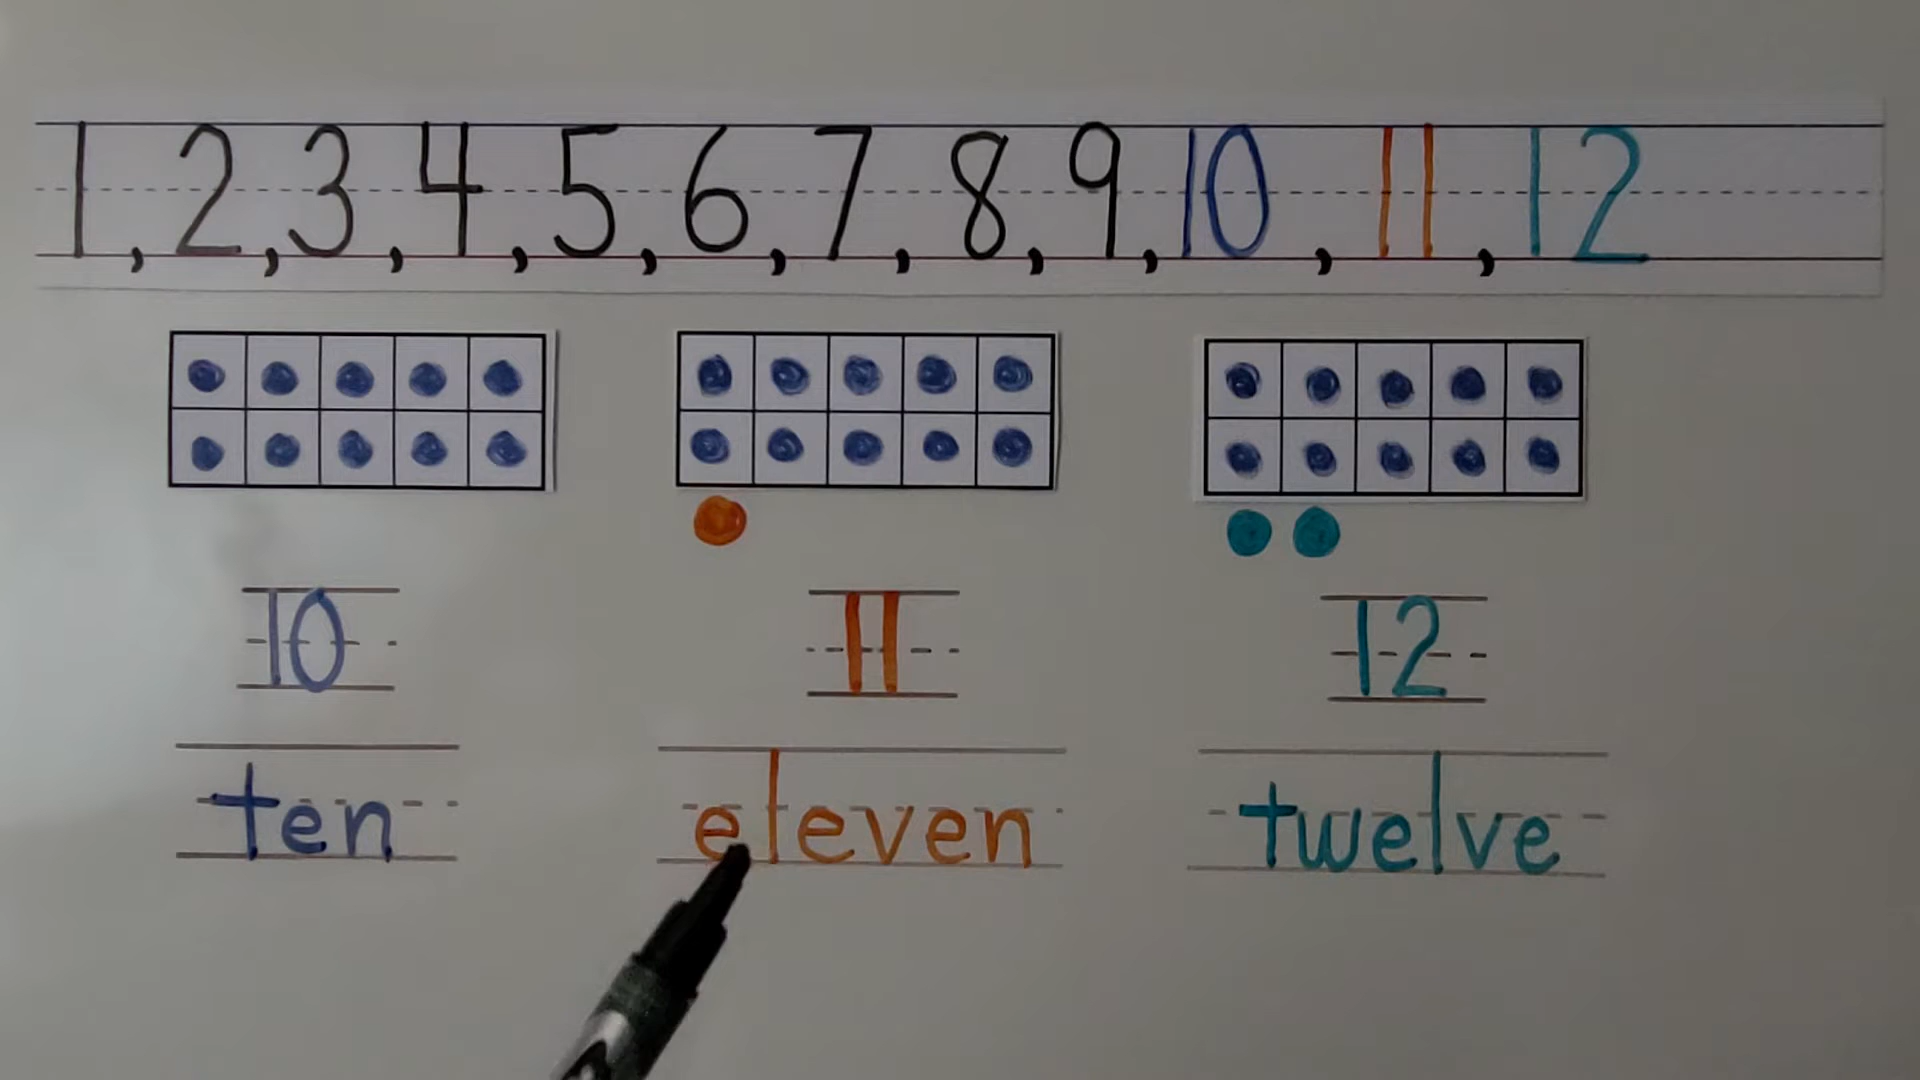 1, 2, 3, 4, 5, 6, 7, 8, 9, 10, 11, 12
10 11 12
ten eleven twelve